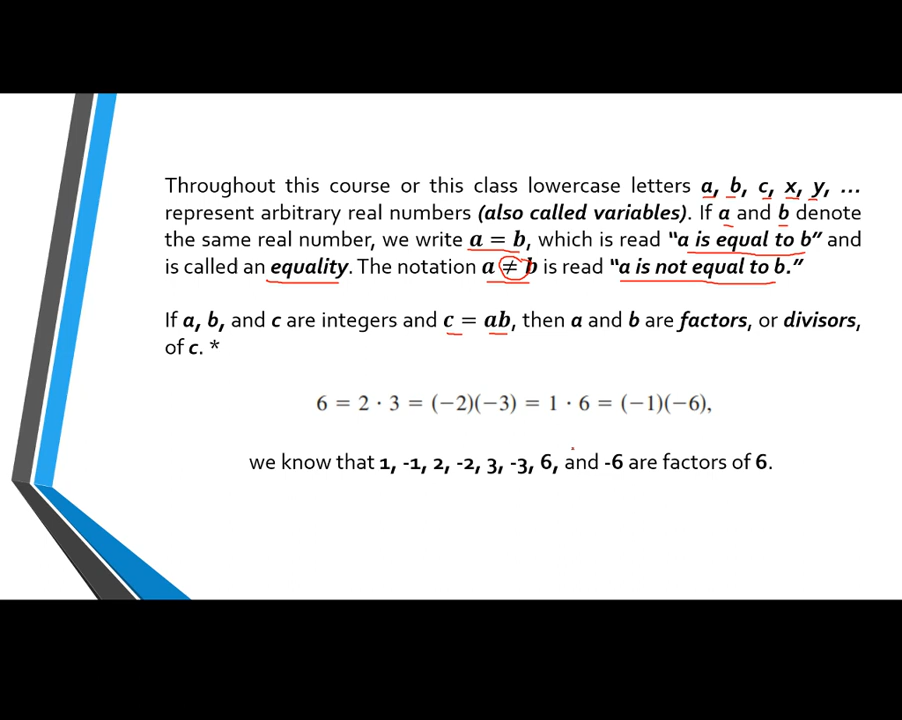 Throughout this course or this class lowercase letters a, b, c, x, y, ...
represent arbitrary real numbers (also called variables). If a and b denote
the same real number, we write a = b, which is read “a is equal to b” and
is called an equality. The notation a ≠ b is read “a is not equal to b.”
If a, b, and c are integers and c = ab, then a and b are factors, or divisors,
of c. *
6 = 2 · 3 = (−2)(−3) = 1 · 6 = (−1)(−6),
we know that 1, -1, 2, -2, 3, -3, 6, and -6 are factors of 6.